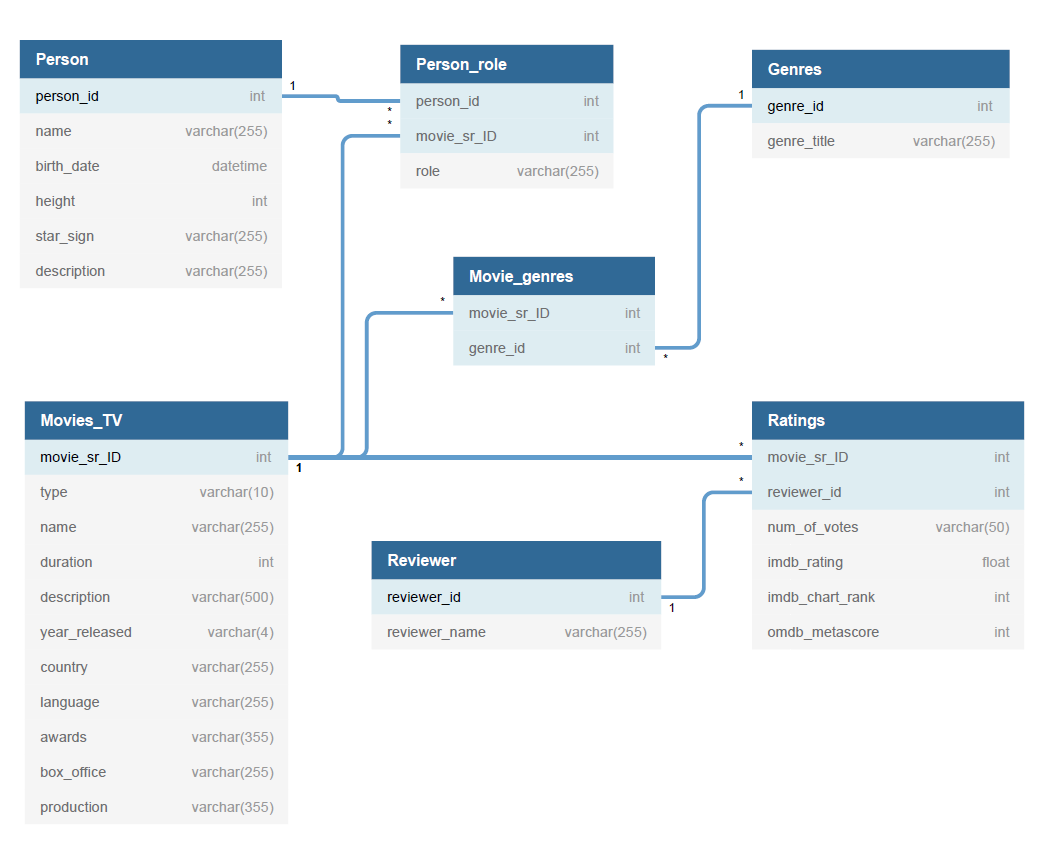 Person
person_id int
name varchar(255)
birth_date datetime
height int
star_sign varchar(255)
description varchar(255)
1
*
*
Person_role
person_id int
movie_sr_ID int
role varchar(255)
1
Genres
genre_id int
genre_title varchar(255)
*
Movie_genres
movie_sr_ID int
genre_id int
*
Movies_TV
movie_sr_ID int
type varchar(10)
name varchar(255)
duration int
description varchar(500)
year_released varchar(4)
country varchar(255)
language varchar(255)
awards varchar(355)
box_office varchar(255)
production varchar(355)
1
Reviewer
reviewer_id int
reviewer_name varchar(255)
1
*
*
Ratings
movie_sr_ID int
reviewer_id int
num_of_votes varchar(50)
imdb_rating float
imdb_chart_rank int
omdb_metascore int